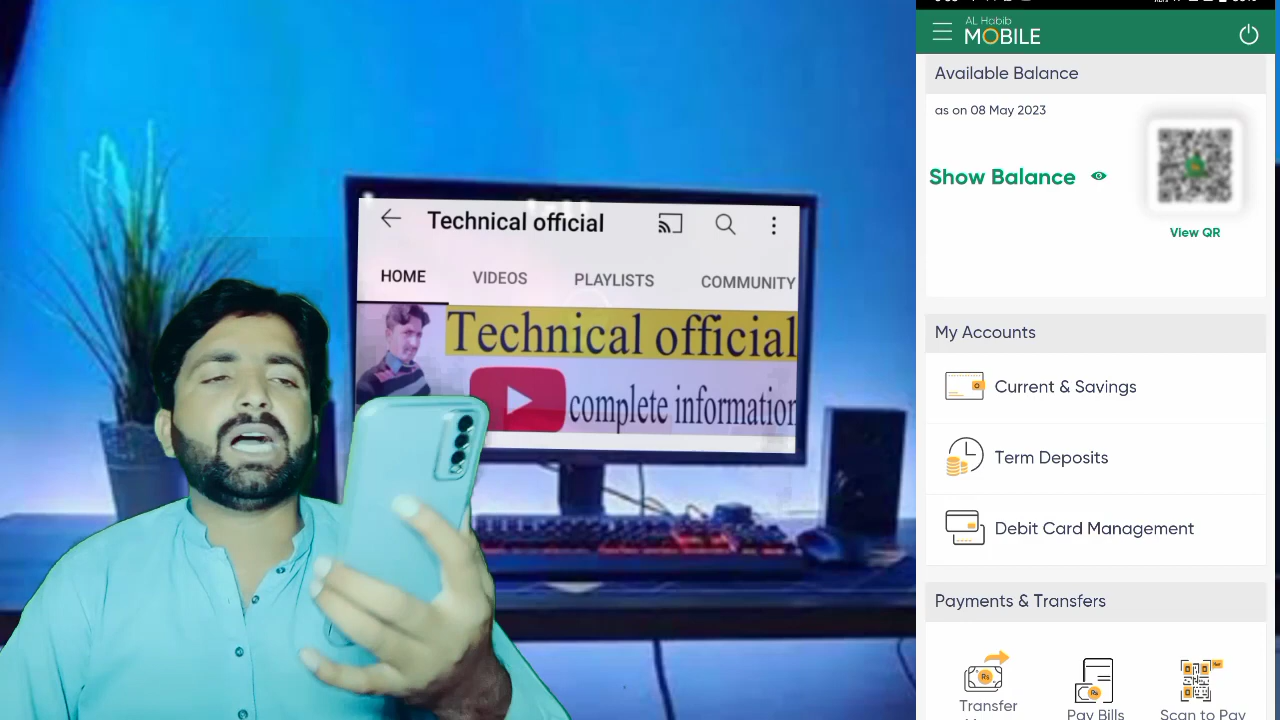 Technical official
HOME VIDEOS PLAYLISTS COMMUNITY
Technical official
complete information
AL Habib
MOBILE
Available Balance
as on 08 May 2023
Show Balance
View QR
My Accounts
Current & Savings
Term Deposits
Debit Card Management
Payments & Transfers
Rs
Rs
Transfer
Pay Bills
Scan to Pay